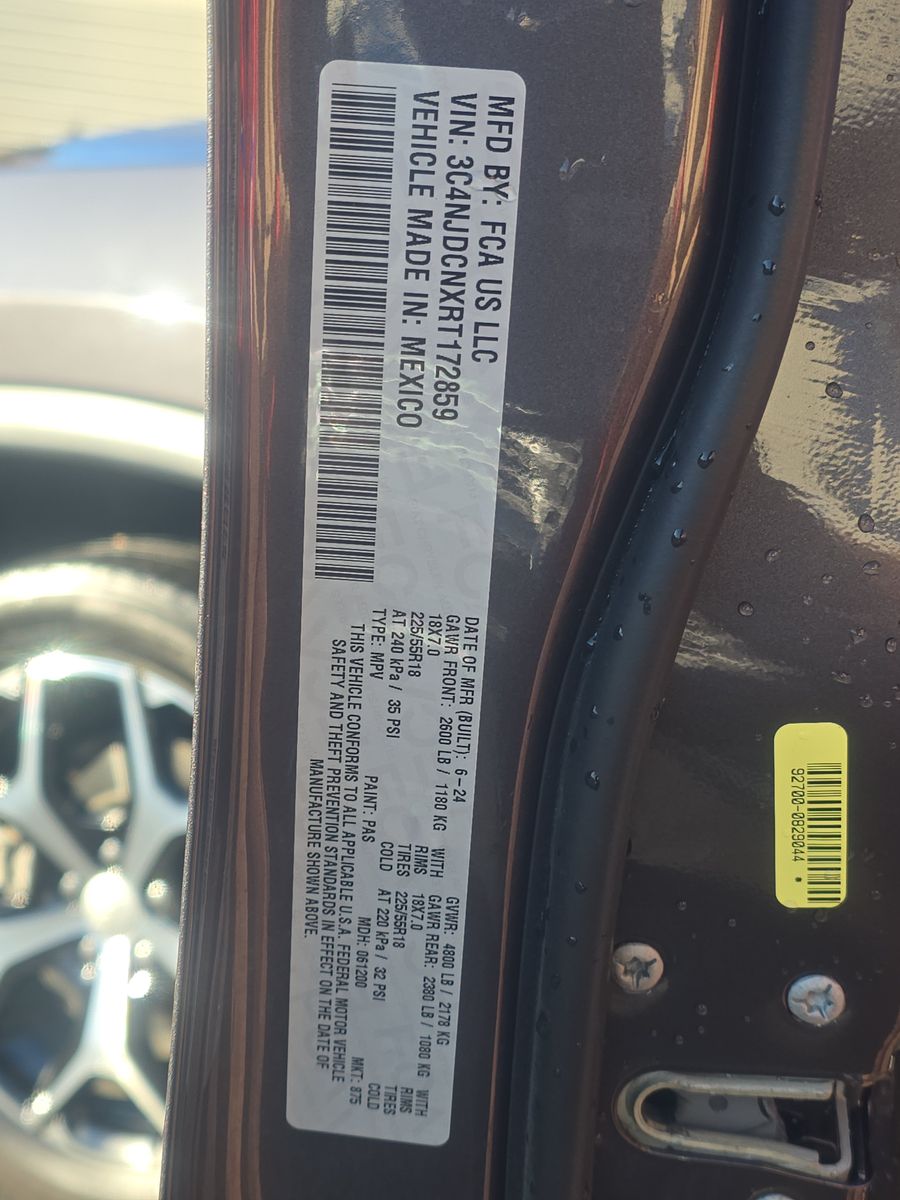 MFD BY: FCA US LLC
VIN: 3C4NJDCNXRT172859
VEHICLE MADE IN: MEXICO
DATE OF MFR (BUILT): 6-24 GVWR: 4800 LB / 2178 KG
GAWR FRONT: 2600 LB / 1180 KG WITH GAWR REAR: 2380 LB / 1080 KG WITH
18X7.0 RIMS 18X7.0 RIMS
225/55R18 TIRES 225/55R18 TIRES
AT 240 kPa / 35 PSI COLD AT 220 kPa / 32 PSI COLD
TYPE: MPV PAINT: PAS MDH: 061200 MKT: 875
THIS VEHICLE CONFORMS TO ALL APPLICABLE U.S.A. FEDERAL MOTOR VEHICLE
SAFETY AND THEFT PREVENTION STANDARDS IN EFFECT ON THE DATE OF
MANUFACTURE SHOWN ABOVE.
92700-0829044 *